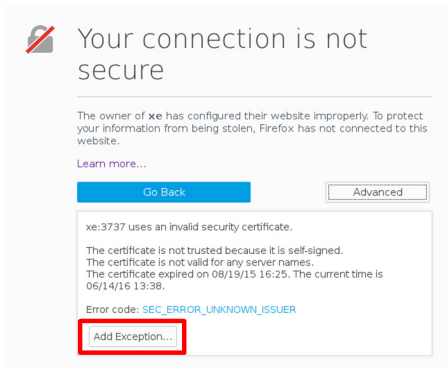 Your connection is not
secure
The owner of xe has configured their website improperly. To protect
your information from being stolen, Firefox has not connected to this
website.
Learn more...
Go Back
Advanced
xe:3737 uses an invalid security certificate.
The certificate is not trusted because it is self-signed.
The certificate is not valid for any server names.
The certificate expired on 08/19/15 16:25. The current time is
06/14/16 13:38.
Error code: SEC_ERROR_UNKNOWN_ISSUER
Add Exception...